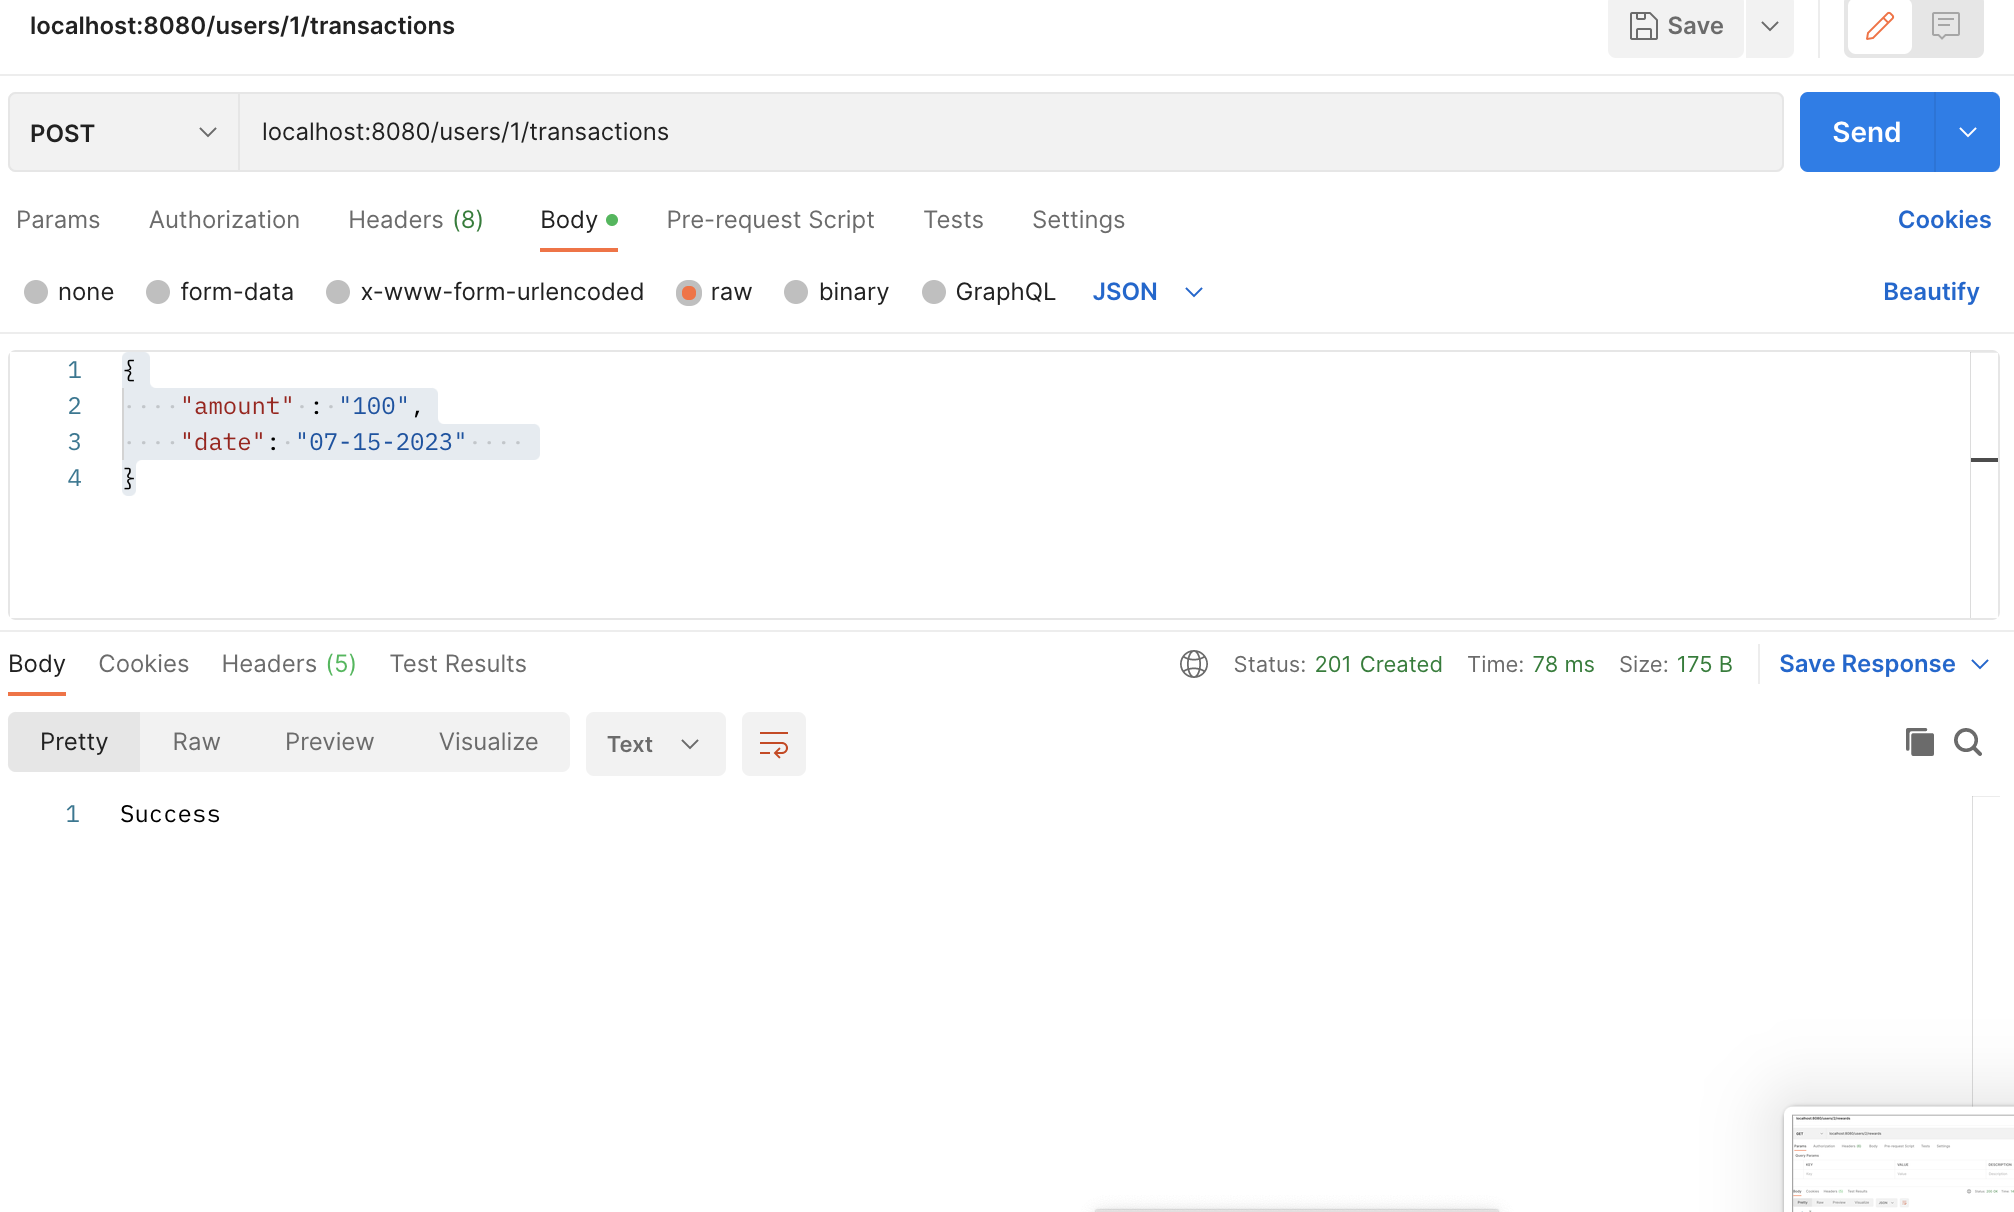 localhost:8080/users/1/transactions
Save
POST localhost:8080/users/1/transactions Send
Params Authorization Headers (8) Body Pre-request Script Tests Settings Cookies
none form-data x-www-form-urlencoded raw binary GraphQL JSON Beautify
1 {
2 "amount" : "100",
3 "date": "07-15-2023"
4 }
Body Cookies Headers (5) Test Results Status: 201 Created Time: 78 ms Size: 175 B Save Response
Pretty Raw Preview Visualize Text
1 Success